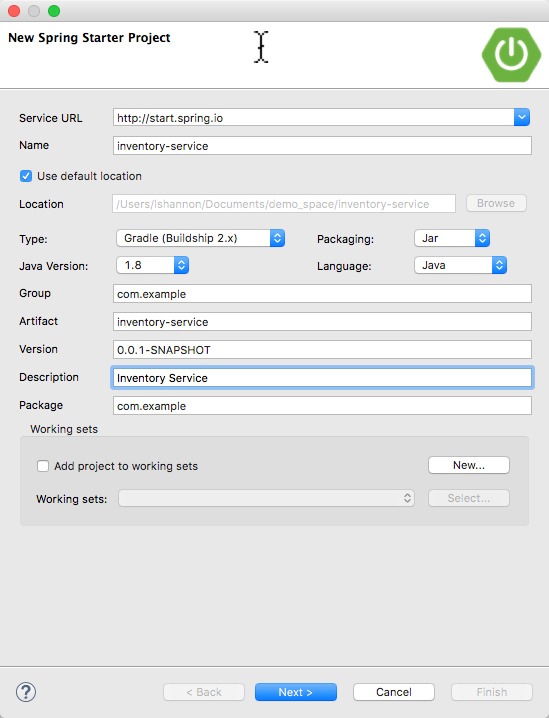 New Spring Starter Project
Service URL http://start.spring.io
Name inventory-service
Use default location
Location /Users/lshannon/Documents/demo_space/inventory-service Browse
Type: Gradle (Buildship 2.x) Packaging: Jar
Java Version: 1.8 Language: Java
Group com.example
Artifact inventory-service
Version 0.0.1-SNAPSHOT
Description Inventory Service
Package com.example
Working sets
Add project to working sets New...
Working sets: Select...
? < Back Next > Cancel Finish